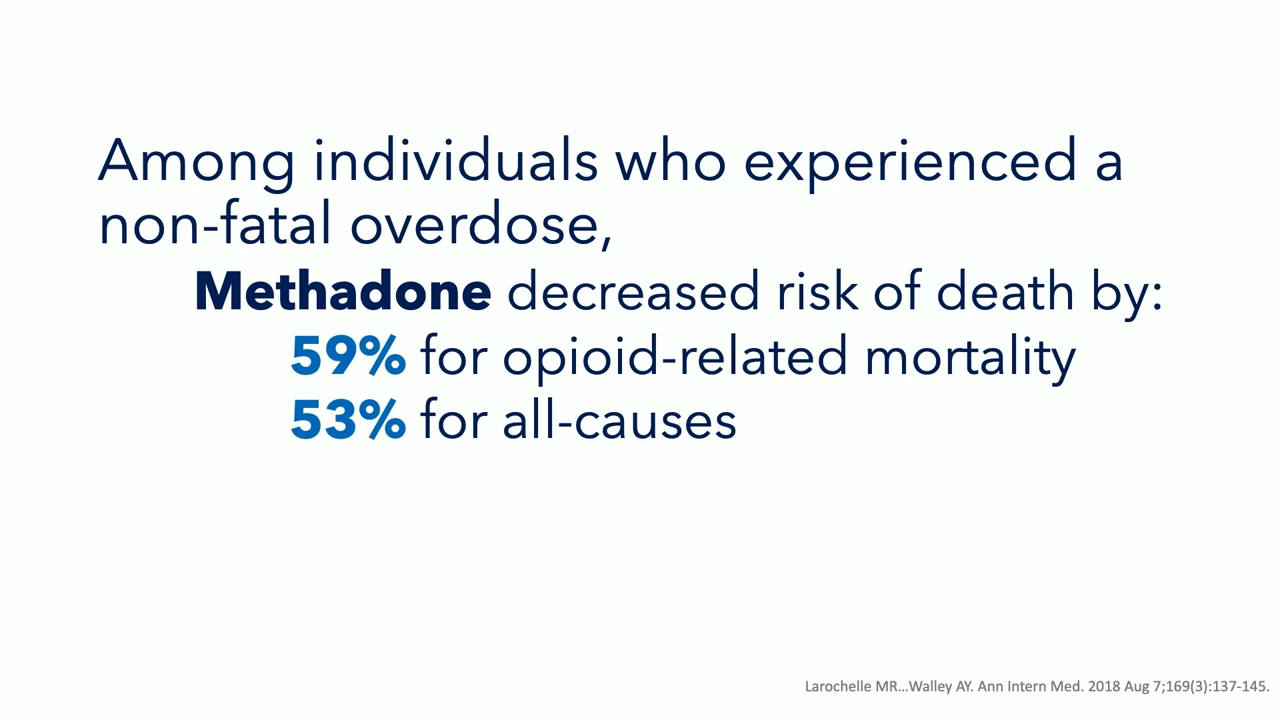 Among individuals who experienced a
non-fatal overdose,
Methadone decreased risk of death by:
59% for opioid-related mortality
53% for all-causes
Larochelle MR...Walley AY. Ann Intern Med. 2018 Aug 7;169(3):137-145.